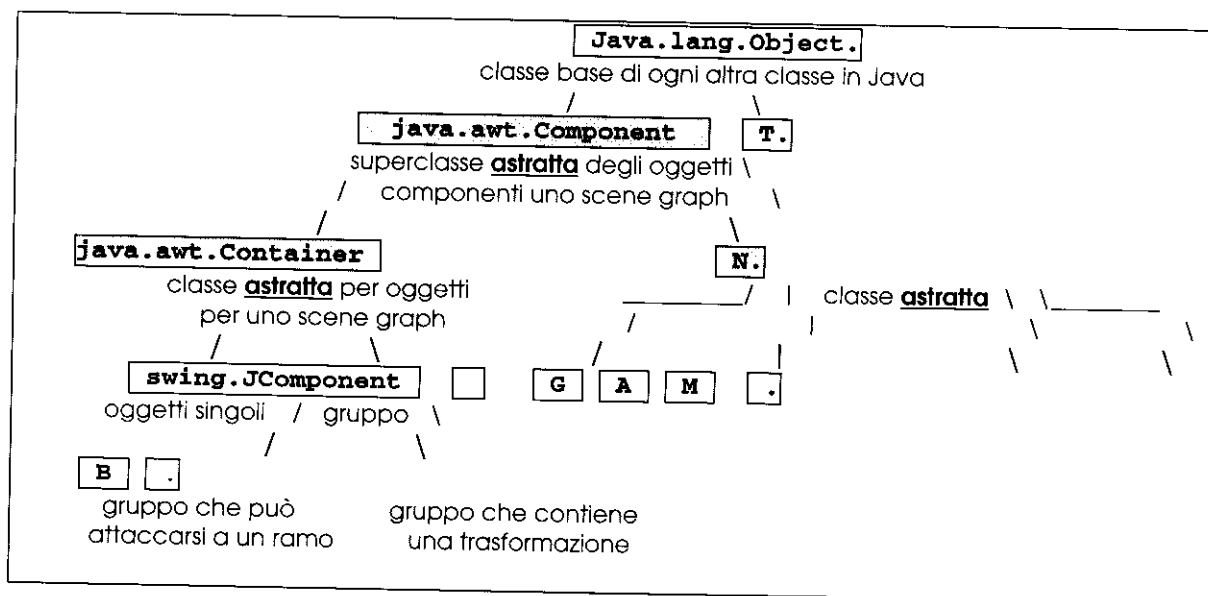 Java.lang.Object.
classe base di ogni altra classe in Java
java.awt.Component T.
superclasse astratta degli oggetti
componenti uno scene graph
java.awt.Container N.
classe astratta per oggetti classe astratta
per uno scene graph
swing.JComponent G A M .
oggetti singoli gruppo
B .
gruppo che può gruppo che contiene
attaccarsi a un ramo una trasformazione